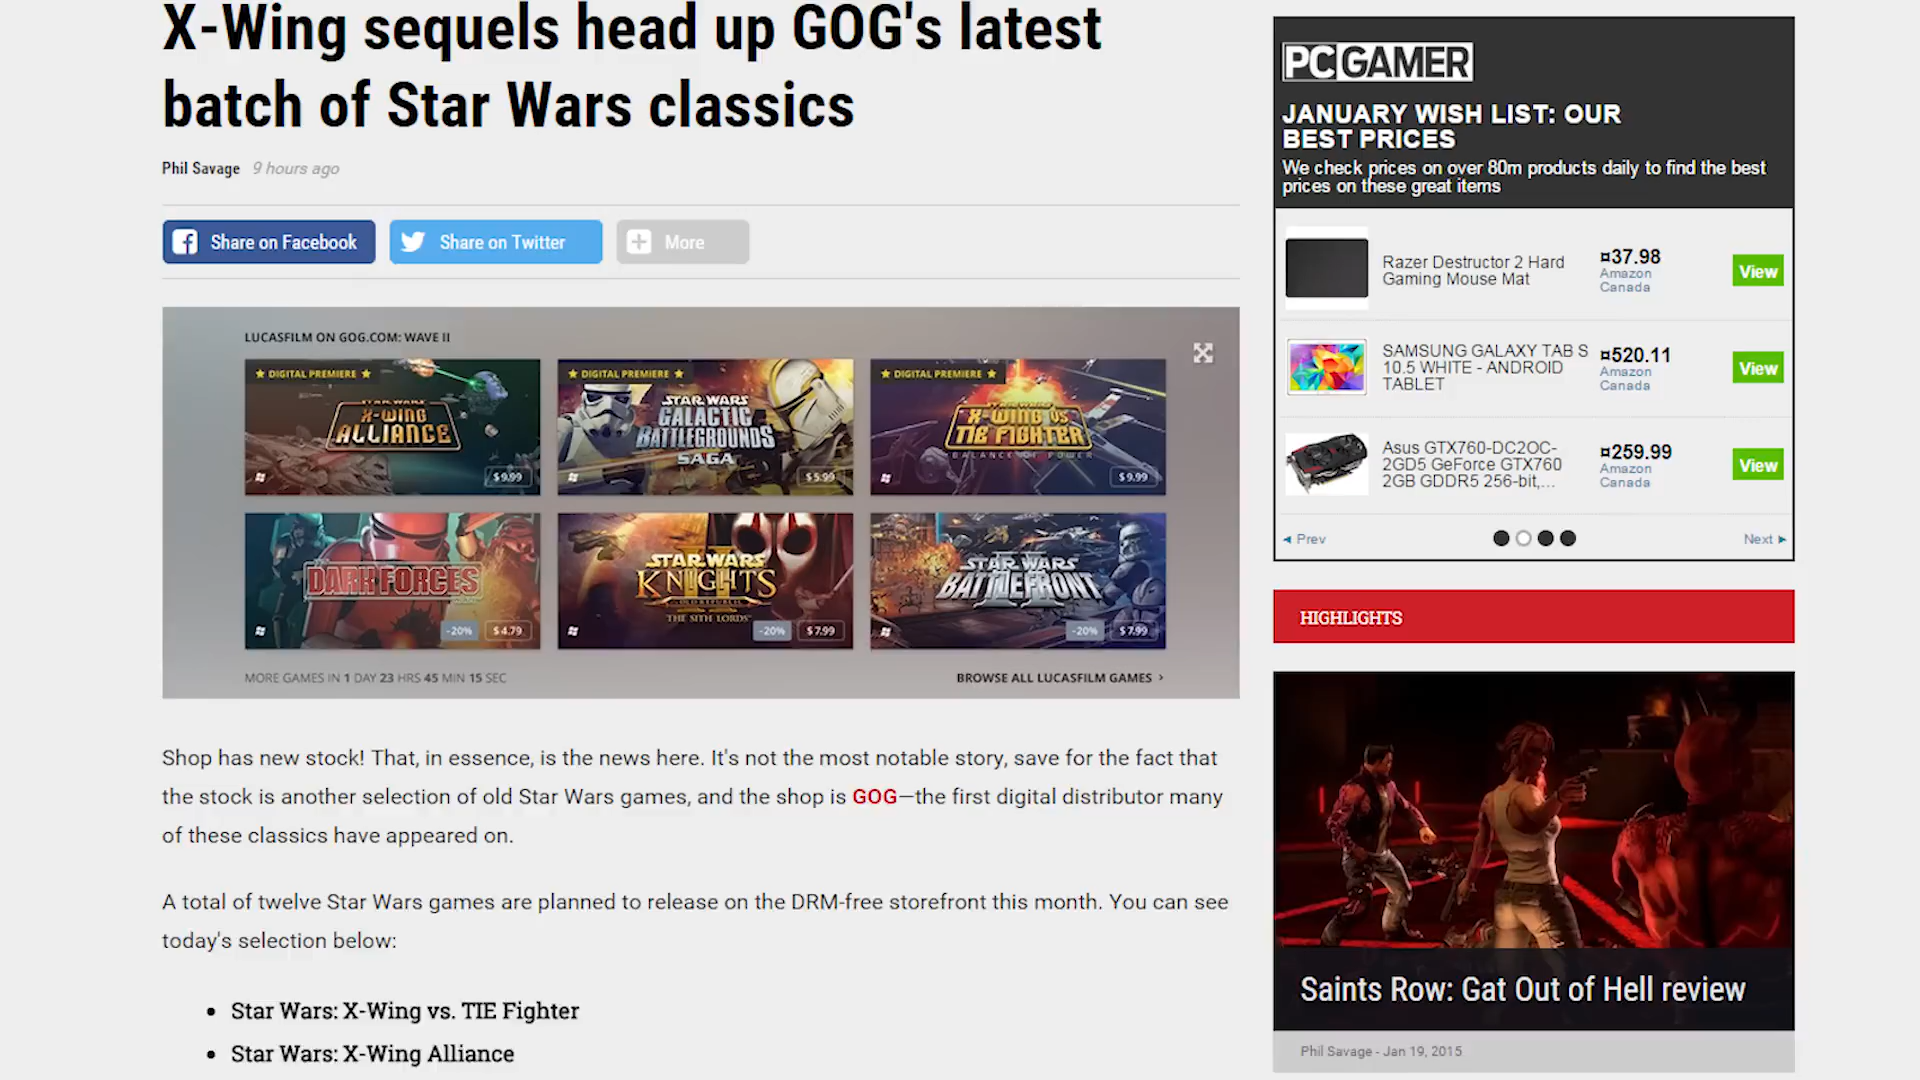 X-Wing sequels head up GOG's latest
batch of Star Wars classics
Phil Savage 9 hours ago
Share on Facebook
Share on Twitter
More
LUCASFILM ON GOG.COM: WAVE II
DIGITAL PREMIERE
STAR WARS
X-WING
ALLIANCE
$9.99
DIGITAL PREMIERE
STAR WARS
GALACTIC
BATTLEGROUNDS
SAGA
$5.99
DIGITAL PREMIERE
X-WING VS
TIE FIGHTER
BALANCE OF POWER
$9.99
DARK FORCES
-20% $4.79
STAR WARS
KNIGHTS
OLD REPUBLIC
THE SITH LORDS
-20% $7.99
STAR WARS
BATTLEFRONT
-20% $7.99
MORE GAMES IN 1 DAY 23 HRS 45 MIN 15 SEC
BROWSE ALL LUCASFILM GAMES
Shop has new stock! That, in essence, is the news here. It's not the most notable story, save for the fact that
the stock is another selection of old Star Wars games, and the shop is GOG—the first digital distributor many
of these classics have appeared on.
A total of twelve Star Wars games are planned to release on the DRM-free storefront this month. You can see
today's selection below:
• Star Wars: X-Wing vs. TIE Fighter
• Star Wars: X-Wing Alliance
PC GAMER
JANUARY WISH LIST: OUR
BEST PRICES
We check prices on over 80m products daily to find the best
prices on these great items
Razer Destructor 2 Hard
Gaming Mouse Mat
¤37.98
Amazon
Canada
View
SAMSUNG GALAXY TAB S
10.5 WHITE - ANDROID
TABLET
¤520.11
Amazon
Canada
View
Asus GTX760-DC2OC-
2GD5 GeForce GTX760
2GB GDDR5 256-bit,...
¤259.99
Amazon
Canada
View
Prev
Next
HIGHLIGHTS
Saints Row: Gat Out of Hell review
Phil Savage - Jan 19, 2015